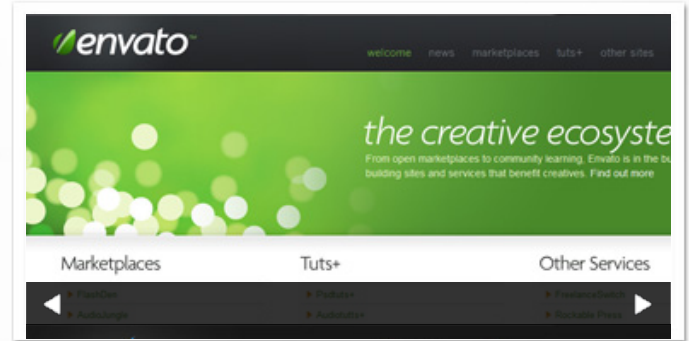 envato™
welcome news marketplaces tuts+ other sites
the creative ecosyste
From open marketplaces to community learning, Envato is in the bu
building sites and services that benefit creatives. Find out more
Marketplaces Tuts+ Other Services
FlashDen Psdtuts+ FreelanceSwitch
AudioJungle Audiotuts+ Rockable Press